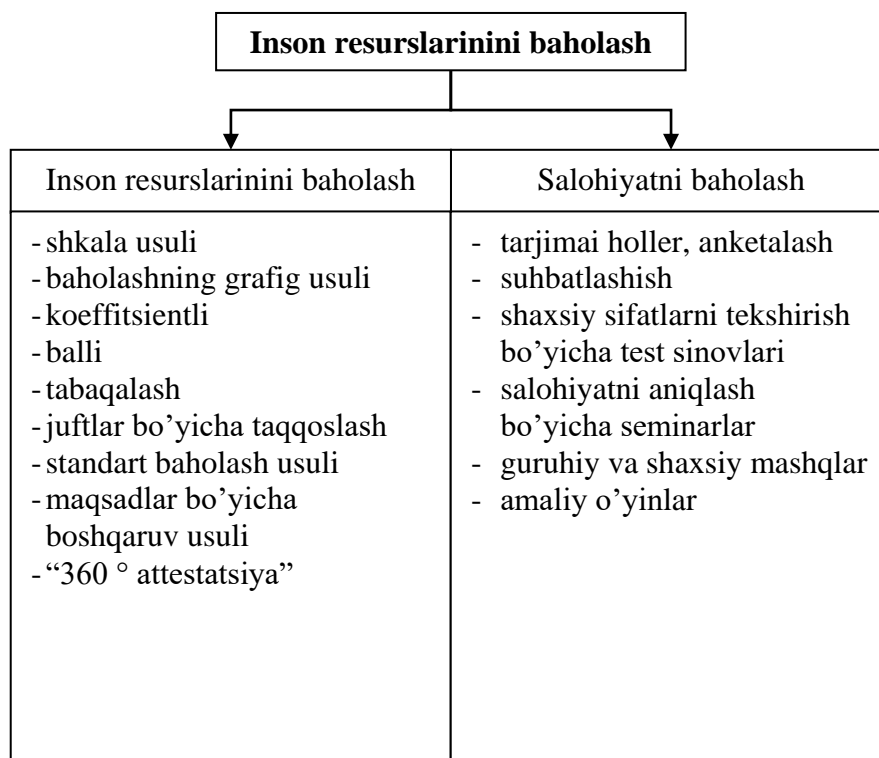 Inson resurslarinini baholash
Inson resurslarinini baholash
- shkala usuli
- baholashning grafig usuli
- koeffitsientli
- balli
- tabaqalash
- juftlar bo’yicha taqqoslash
- standart baholash usuli
- maqsadlar bo’yicha
boshqaruv usuli
- “360 ° attestatsiya”
Salohiyatni baholash
- tarjimai holler, anketalash
- suhbatlashish
- shaxsiy sifatlarni tekshirish
bo’yicha test sinovlari
- salohiyatni aniqlash
bo’yicha seminarlar
- guruhiy va shaxsiy mashqlar
- amaliy o’yinlar